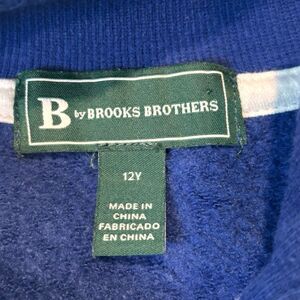 B by BROOKS BROTHERS
12Y
MADE IN
CHINA
FABRICADO
EN CHINA